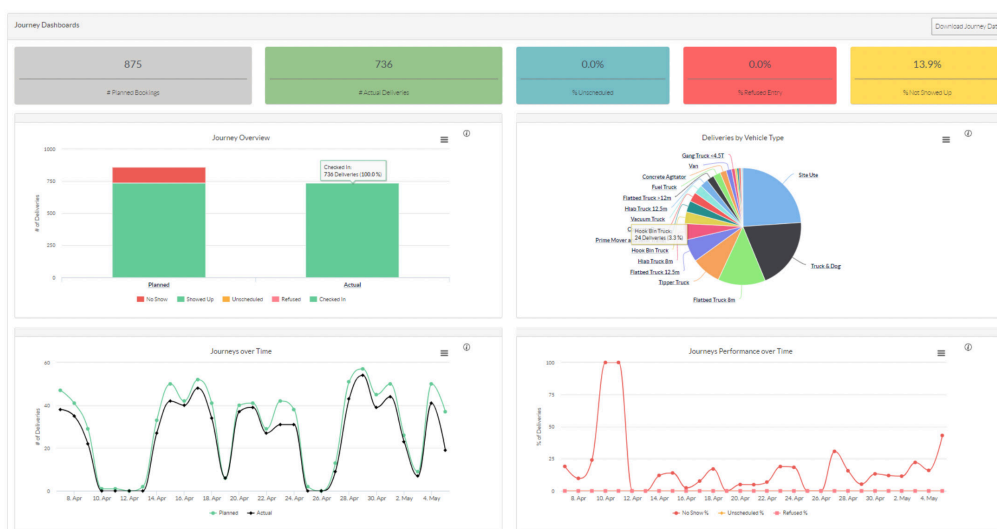 Journey Dashboards
Download Journey Dat
875
# Planned Bookings
736
# Actual Deliveries
0.0%
% Unscheduled
0.0%
% Refused Entry
13.9%
% Not Showed Up
Journey Overview
1000
750
500
250
0
# of Deliveries
Checked In:
736 Deliveries (100.0 %)
Planned
Actual
No Show
Showed Up
Unscheduled
Refused
Checked In
Deliveries by Vehicle Type
Gang Truck <4.5T
Van
Concrete Agitator
Fuel Truck
Flatbed Truck >12m
Hiab Truck 12.5m
Vacuum Truck
C
Prime Mover a
Hook Bin Truck:
24 Deliveries (3.3 %)
Hook Bin Truck
Hiab Truck 8m
Flatbed Truck 12.5m
Tipper Truck
Flatbed Truck 8m
Truck & Dog
Site Ute
Journeys over Time
60
40
20
0
# of Deliveries
8. Apr 10. Apr 12. Apr 14. Apr 16. Apr 18. Apr 20. Apr 22. Apr 24. Apr 26. Apr 28. Apr 30. Apr 2. May 4. May
Planned Actual
Journeys Performance over Time
100
75
50
25
0
% of Deliveries
8. Apr 10. Apr 12. Apr 14. Apr 16. Apr 18. Apr 20. Apr 22. Apr 24. Apr 26. Apr 28. Apr 30. Apr 2. May 4. May
No Show % Unscheduled % Refused %